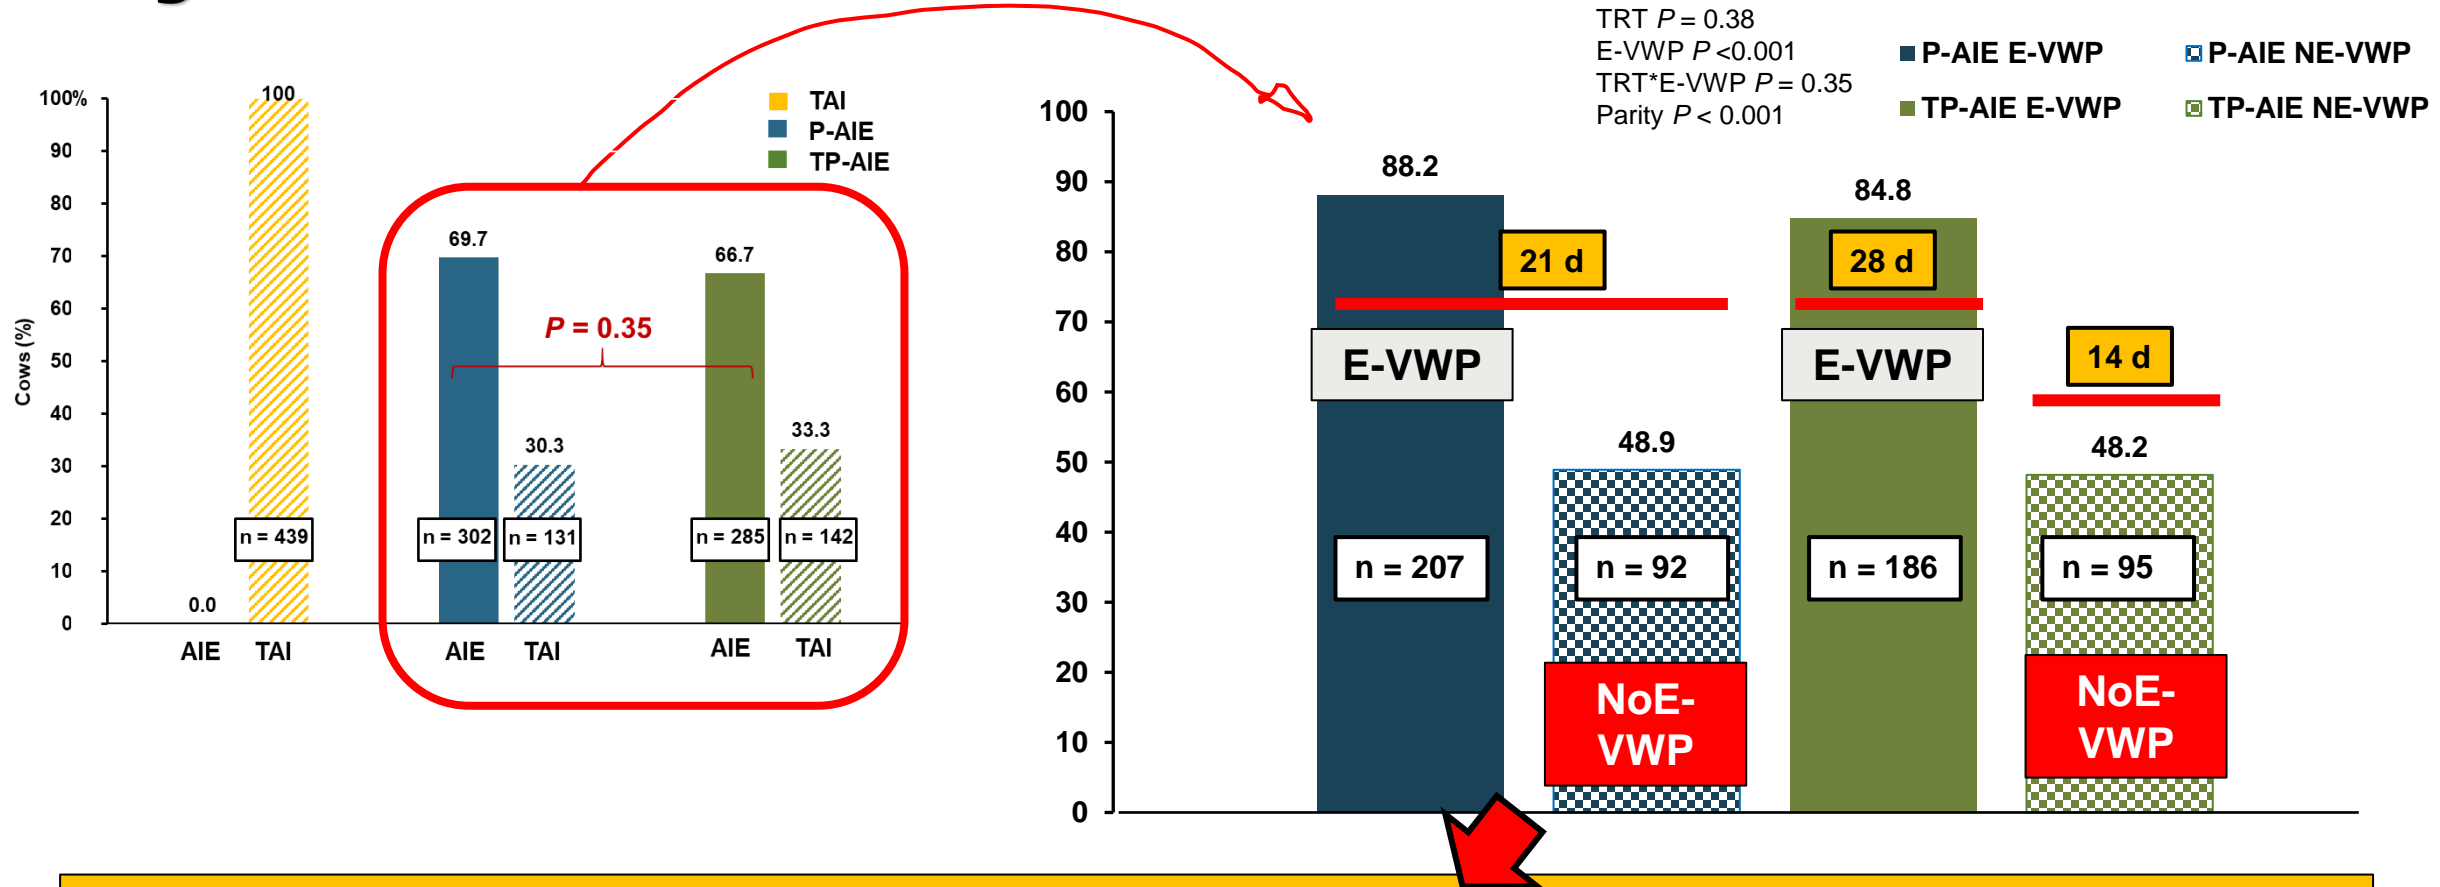 TAI
P-AIE
TP-AIE
Cows (%)
100%
90
80
70
60
50
40
30
20
10
0
0.0
100
69.7
30.3
66.7
33.3
P = 0.35
n = 439
n = 302
n = 131
n = 285
n = 142
AIE TAI
AIE TAI
AIE TAI
TRT P = 0.38
E-VWP P <0.001
TRT*E-VWP P = 0.35
Parity P < 0.001
P-AIE E-VWP
P-AIE NE-VWP
TP-AIE E-VWP
TP-AIE NE-VWP
100
90
80
70
60
50
40
30
20
10
0
88.2
48.9
84.8
48.2
21 d
28 d
14 d
E-VWP
E-VWP
n = 207
n = 92
n = 186
n = 95
NoE-
VWP
NoE-
VWP